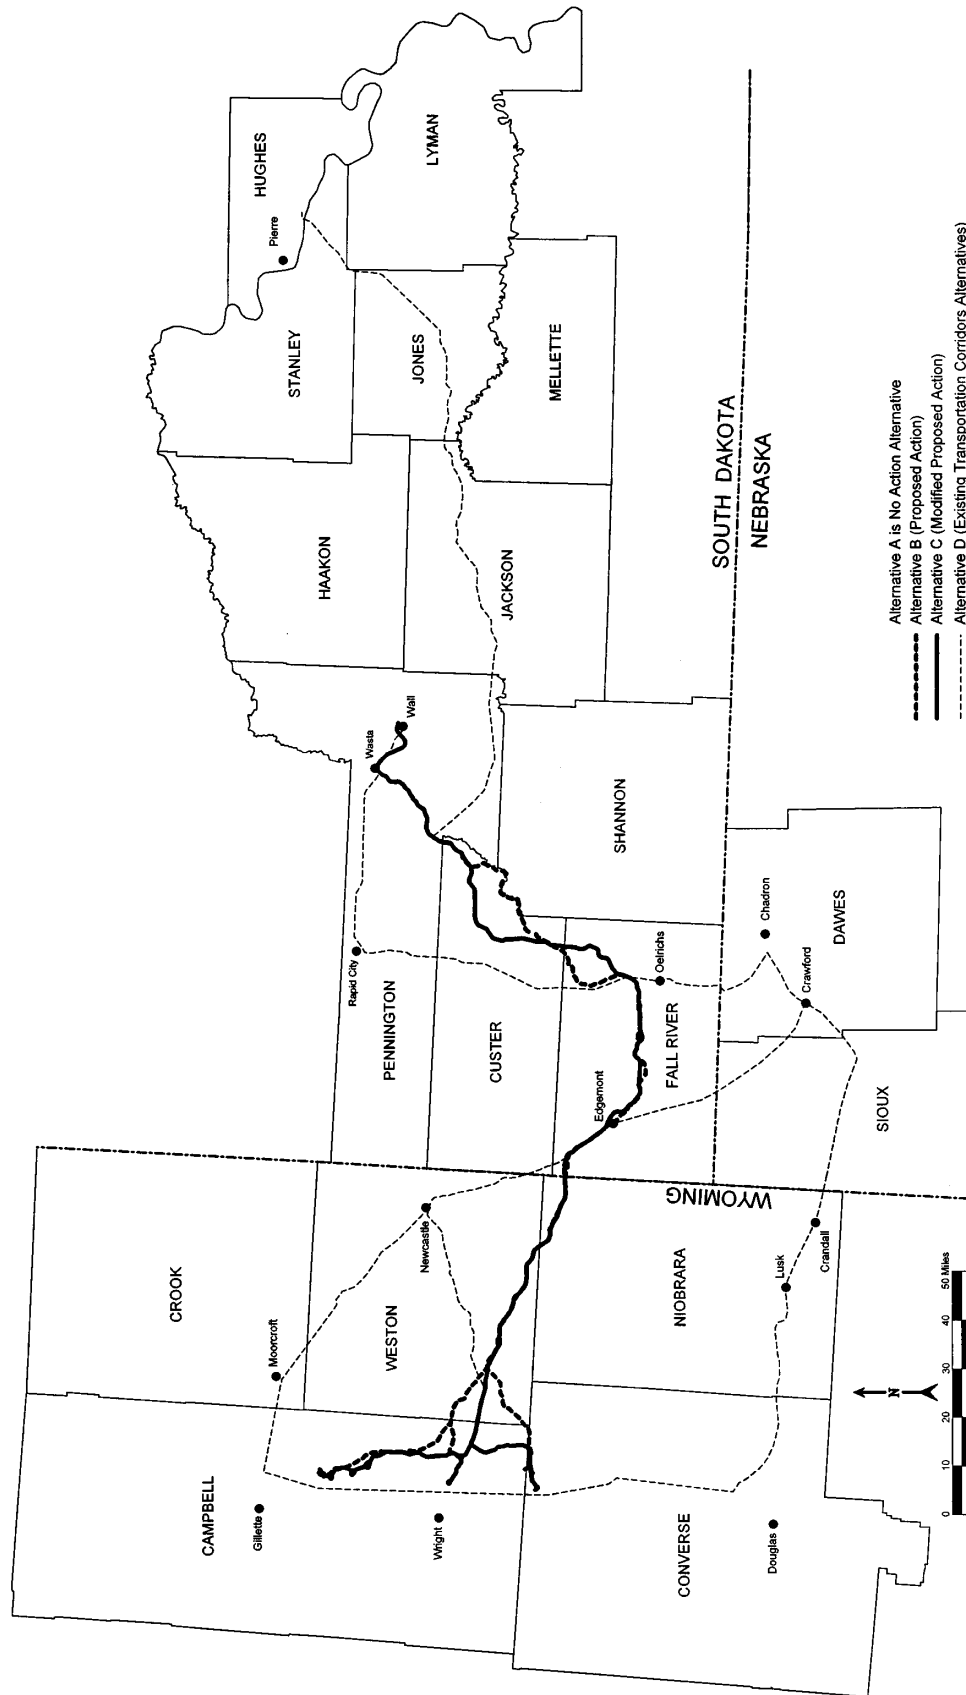 HUGHES
Pierre
LYMAN
STANLEY
JONES
MELLETTE
HAAKON
JACKSON
SOUTH DAKOTA
NEBRASKA
Wasta
Wall
Rapid City
PENNINGTON
CUSTER
SHANNON
Oelrichs
Edgemont
FALL RIVER
Chadron
DAWES
Crawford
SIOUX
WYOMING
CROOK
Moorcroft
Newcastle
WESTON
NIOBRARA
Lusk
Crandall
CAMPBELL
Gillette
Wright
CONVERSE
Douglas
Alternative A is No Action Alternative
Alternative B (Proposed Action)
Alternative C (Modified Proposed Action)
Alternative D (Existing Transportation Corridors Alternatives)
N
0 10 20 30 40 50 Miles